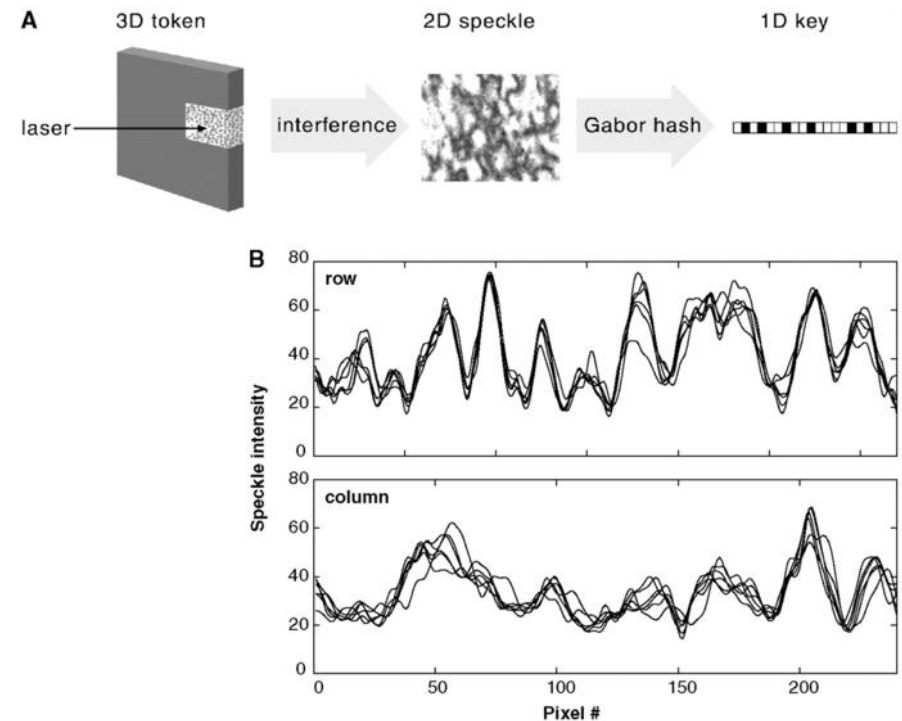 A
3D token
2D speckle
1D key
laser
interference
Gabor hash
B
80
row
60
40
20
0
Speckle intensity
80
column
60
40
20
0
0
50
100
150
200
Pixel #